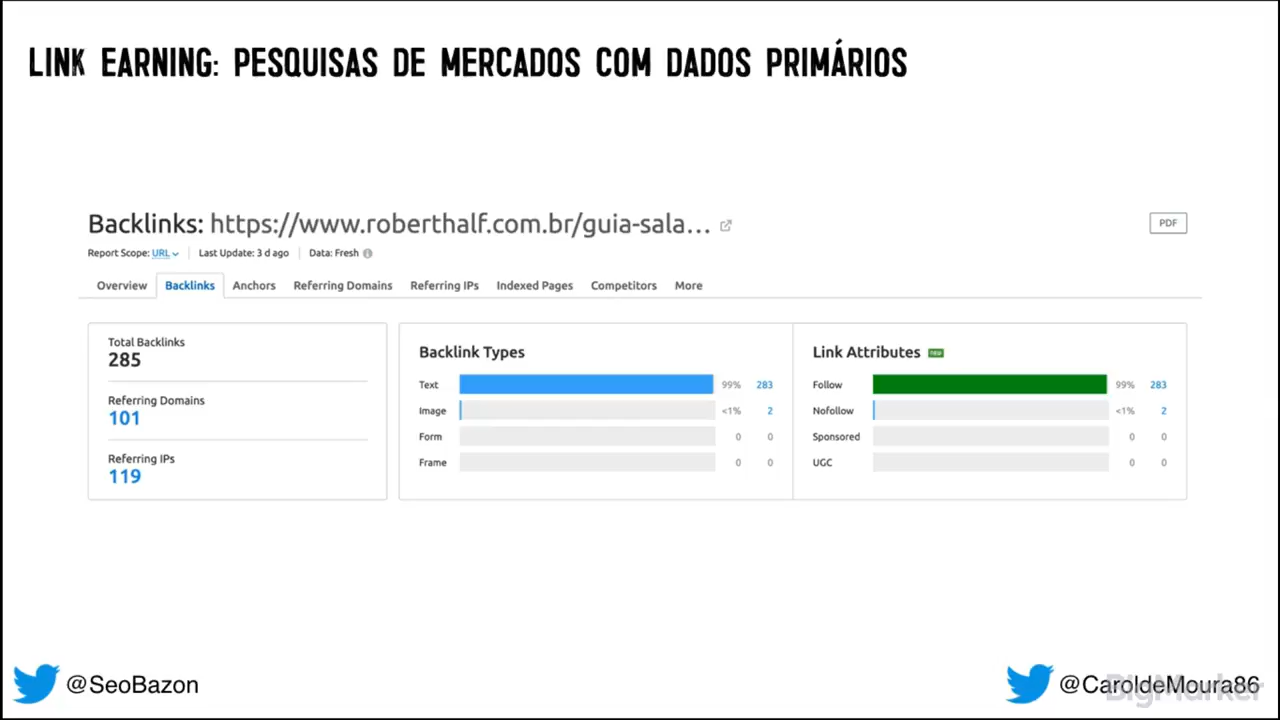 LINK EARNING: PESQUISAS DE MERCADOS COM DADOS PRIMÁRIOS
Backlinks: https://www.roberthalf.com.br/guia-sala...
PDF
Report Scope: URL Last Update: 3 d ago Data: Fresh
Overview Backlinks Anchors Referring Domains Referring IPs Indexed Pages Competitors More
Total Backlinks
285
Referring Domains
101
Referring IPs
119
Backlink Types
Text 99% 283
Image <1% 2
Form 0 0
Frame 0 0
Link Attributes new
Follow 99% 283
Nofollow <1% 2
Sponsored 0 0
UGC 0 0
@SeoBazon
@CaroldeMoura86
BigMarker